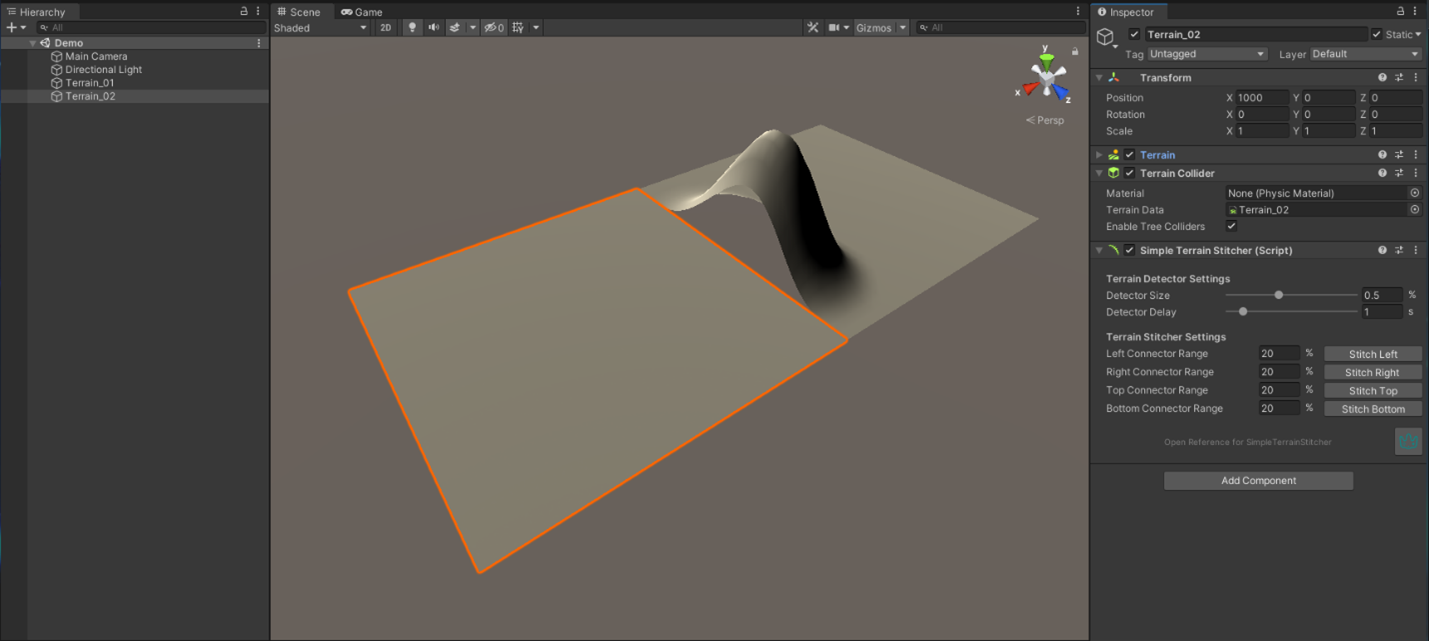 Hierarchy
All
Demo
Main Camera
Directional Light
Terrain_01
Terrain_02
Scene Game
Shaded 2D 0 Gizmos All
y
x
z
Persp
Inspector
Terrain_02 Static
Tag Untagged Layer Default
Transform
Position X 1000 Y 0 Z 0
Rotation X 0 Y 0 Z 0
Scale X 1 Y 1 Z 1
Terrain
Terrain Collider
Material None (Physic Material)
Terrain Data Terrain_02
Enable Tree Colliders
Simple Terrain Stitcher (Script)
Terrain Detector Settings
Detector Size 0.5 %
Detector Delay 1 s
Terrain Stitcher Settings
Left Connector Range 20 % Stitch Left
Right Connector Range 20 % Stitch Right
Top Connector Range 20 % Stitch Top
Bottom Connector Range 20 % Stitch Bottom
Open Reference for SimpleTerrainStitcher
Add Component